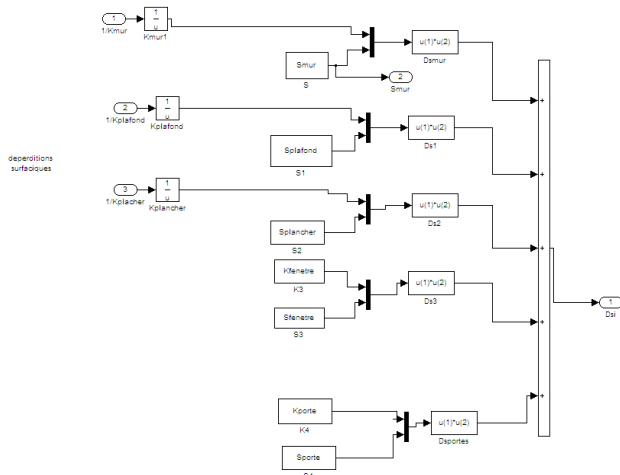 1
1/Kmur
1
u
Kmur1
Smur
S
u(1)*u(2)
Dsmur
2
Smur
+
2
1/Kplafond
1
u
Kplafond
Splafond
S1
u(1)*u(2)
Ds1
+
deperditions
surfaciques
3
1/Kplacher
1
u
Kplancher
Splancher
S2
u(1)*u(2)
Ds2
+
Kfenetre
K3
Sfenetre
S3
u(1)*u(2)
Ds3
+
1
Dsi
Kporte
K4
Sporte
u(1)*u(2)
Dsportes
+